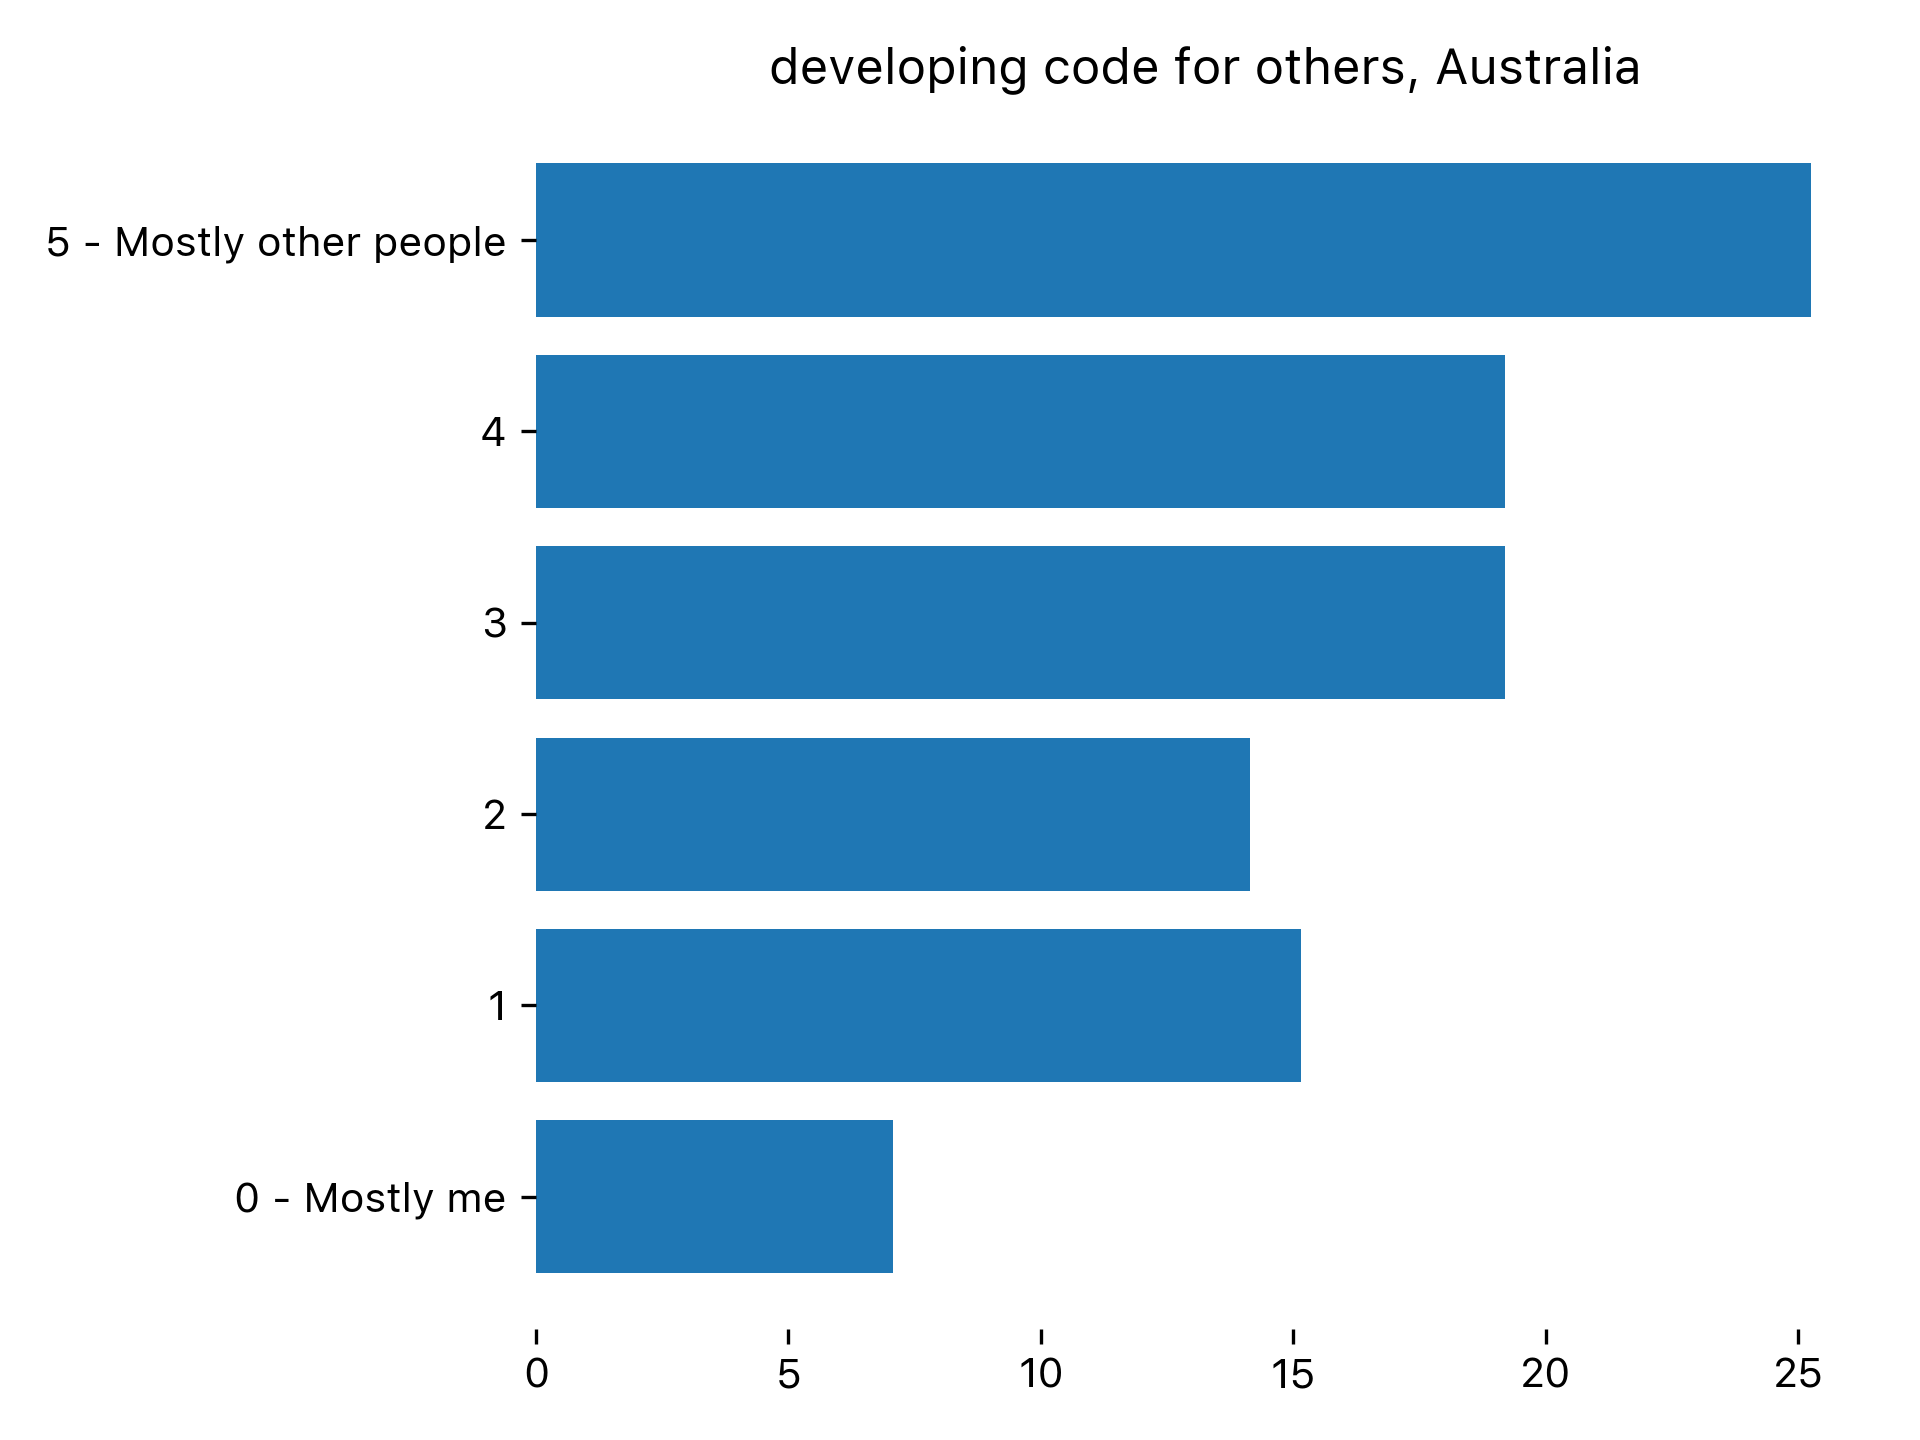 developing code for others, Australia
5 - Mostly other people
4
3
2
1
0 - Mostly me
0 5 10 15 20 25